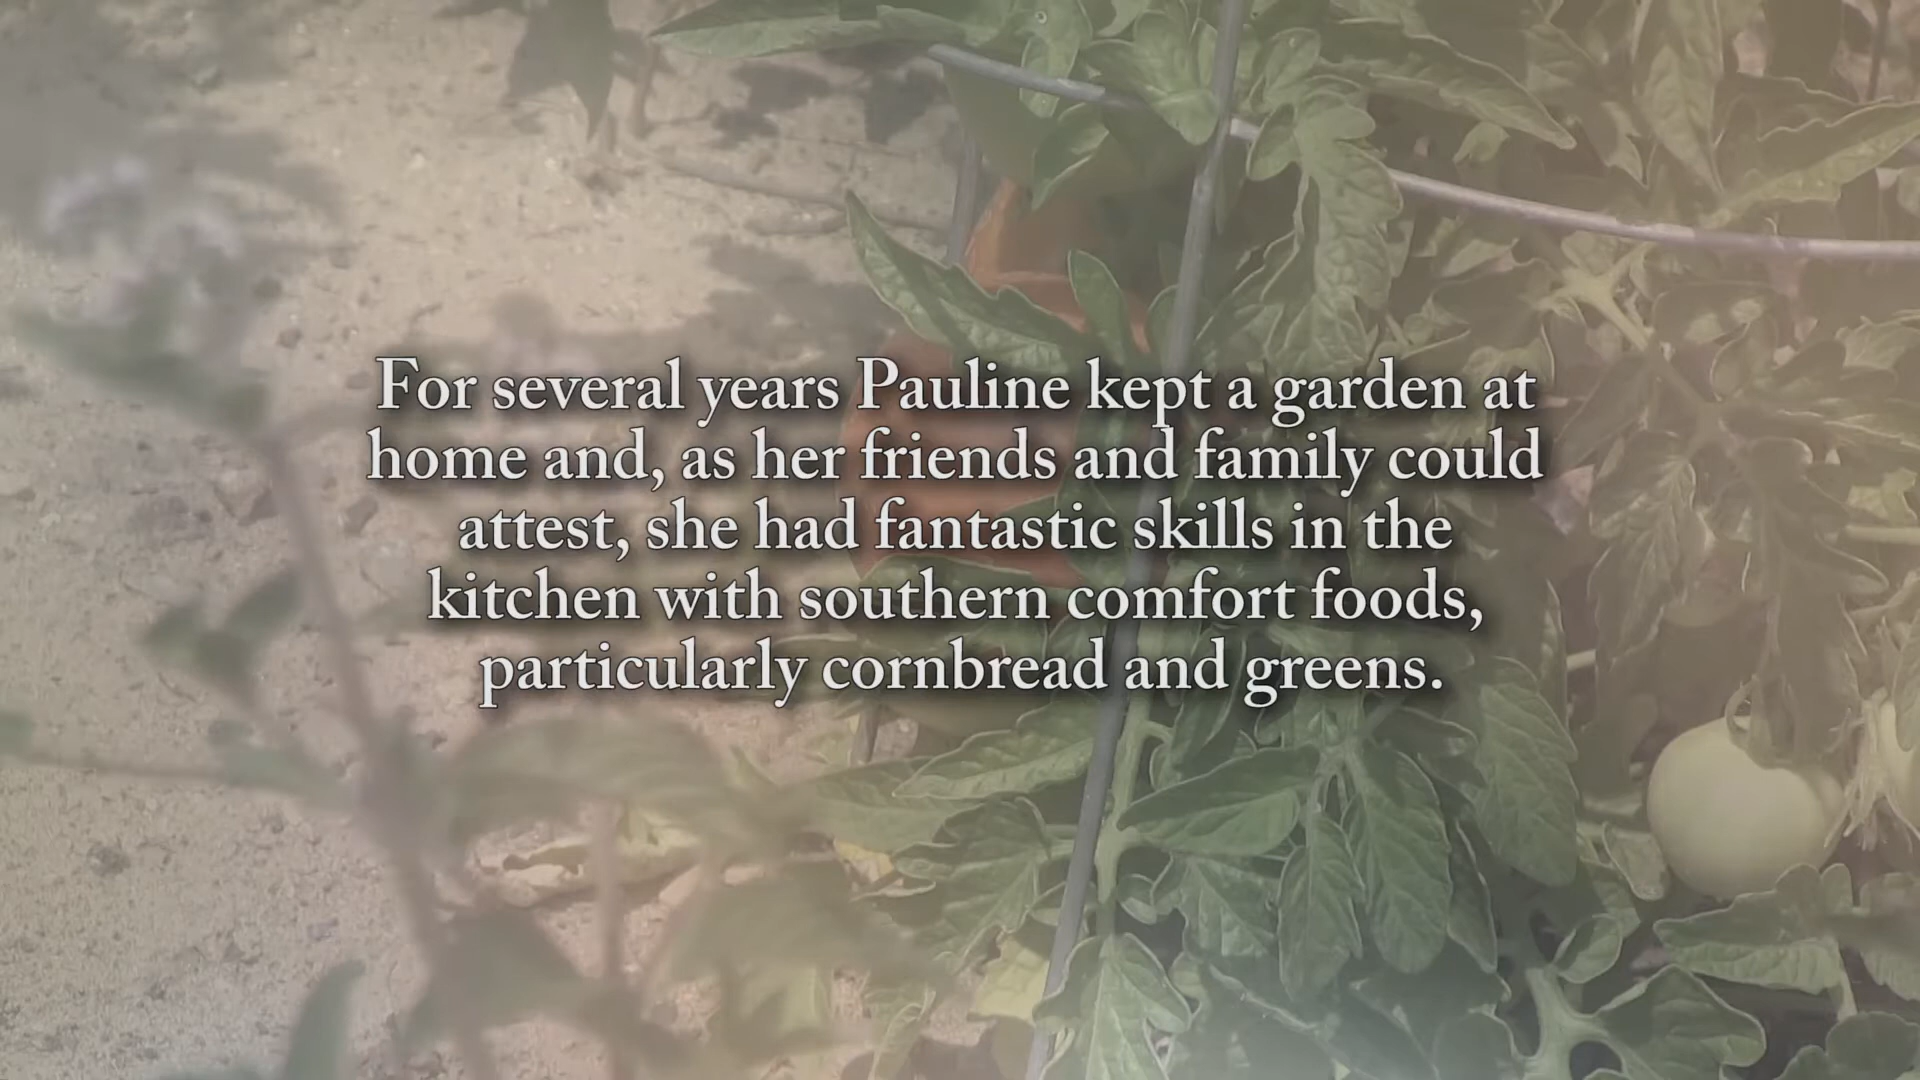 For several years Pauline kept a garden at
home and, as her friends and family could
attest, she had fantastic skills in the
kitchen with southern comfort foods,
particularly cornbread and greens.